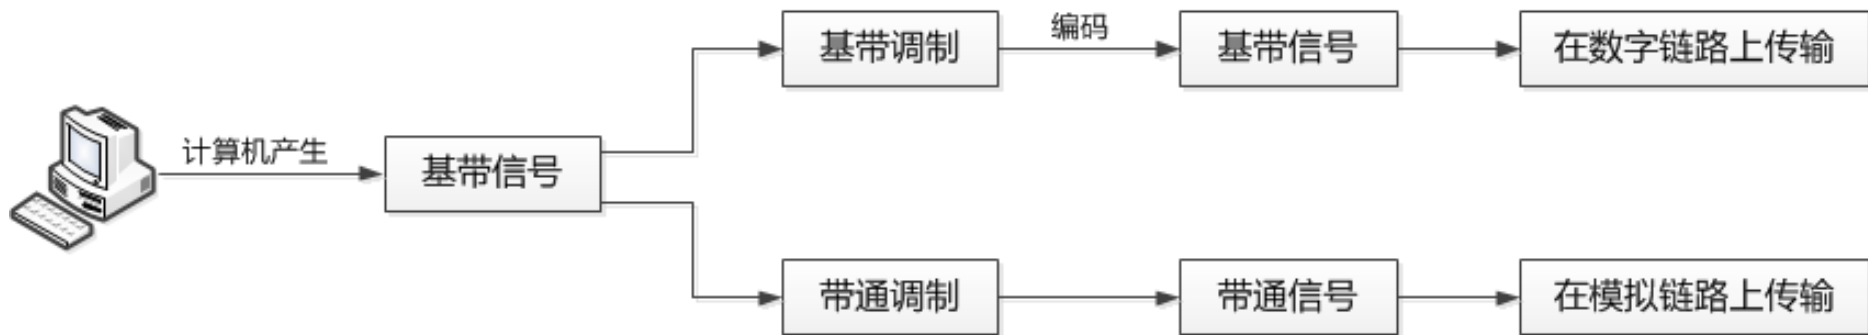 计算机产生
基带信号
基带调制
编码
基带信号
在数字链路上传输
带通调制
带通信号
在模拟链路上传输